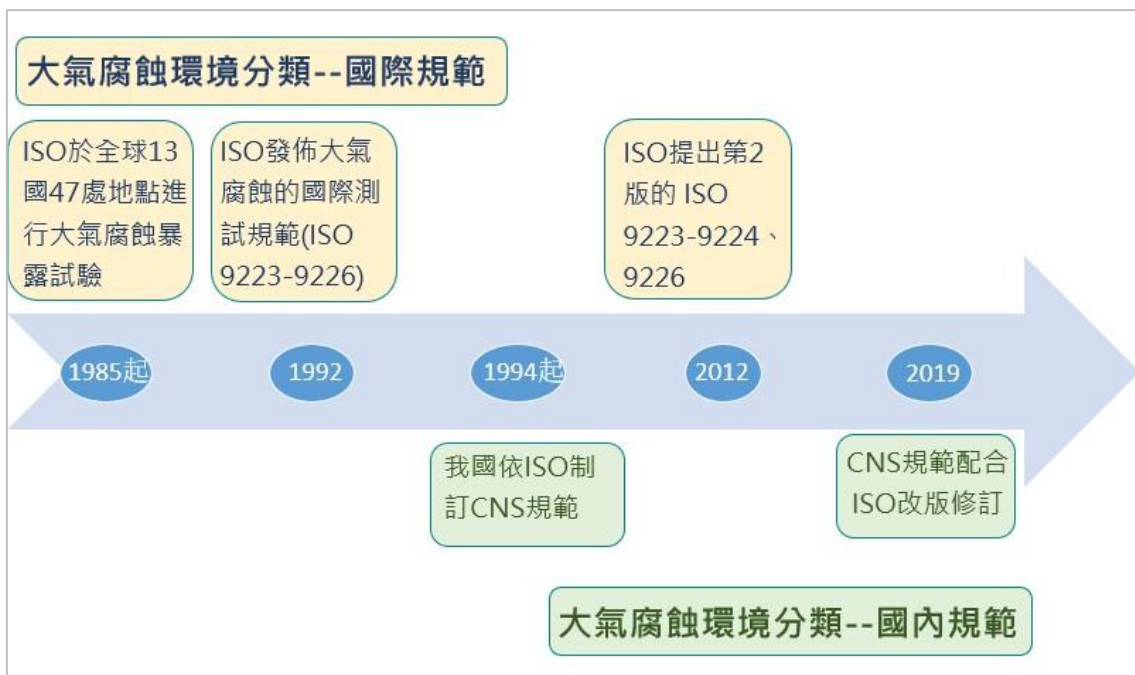 大氣腐蝕環境分類--國際規範
ISO於全球13
國47處地點進
行大氣腐蝕暴
露試驗
ISO發佈大氣
腐蝕的國際測
試規範(ISO
9223-9226)
ISO提出第2
版的 ISO
9223-9224、
9226
1985起
1992
1994起
2012
2019
我國依ISO制
訂CNS規範
CNS規範配合
ISO改版修訂
大氣腐蝕環境分類--國內規範